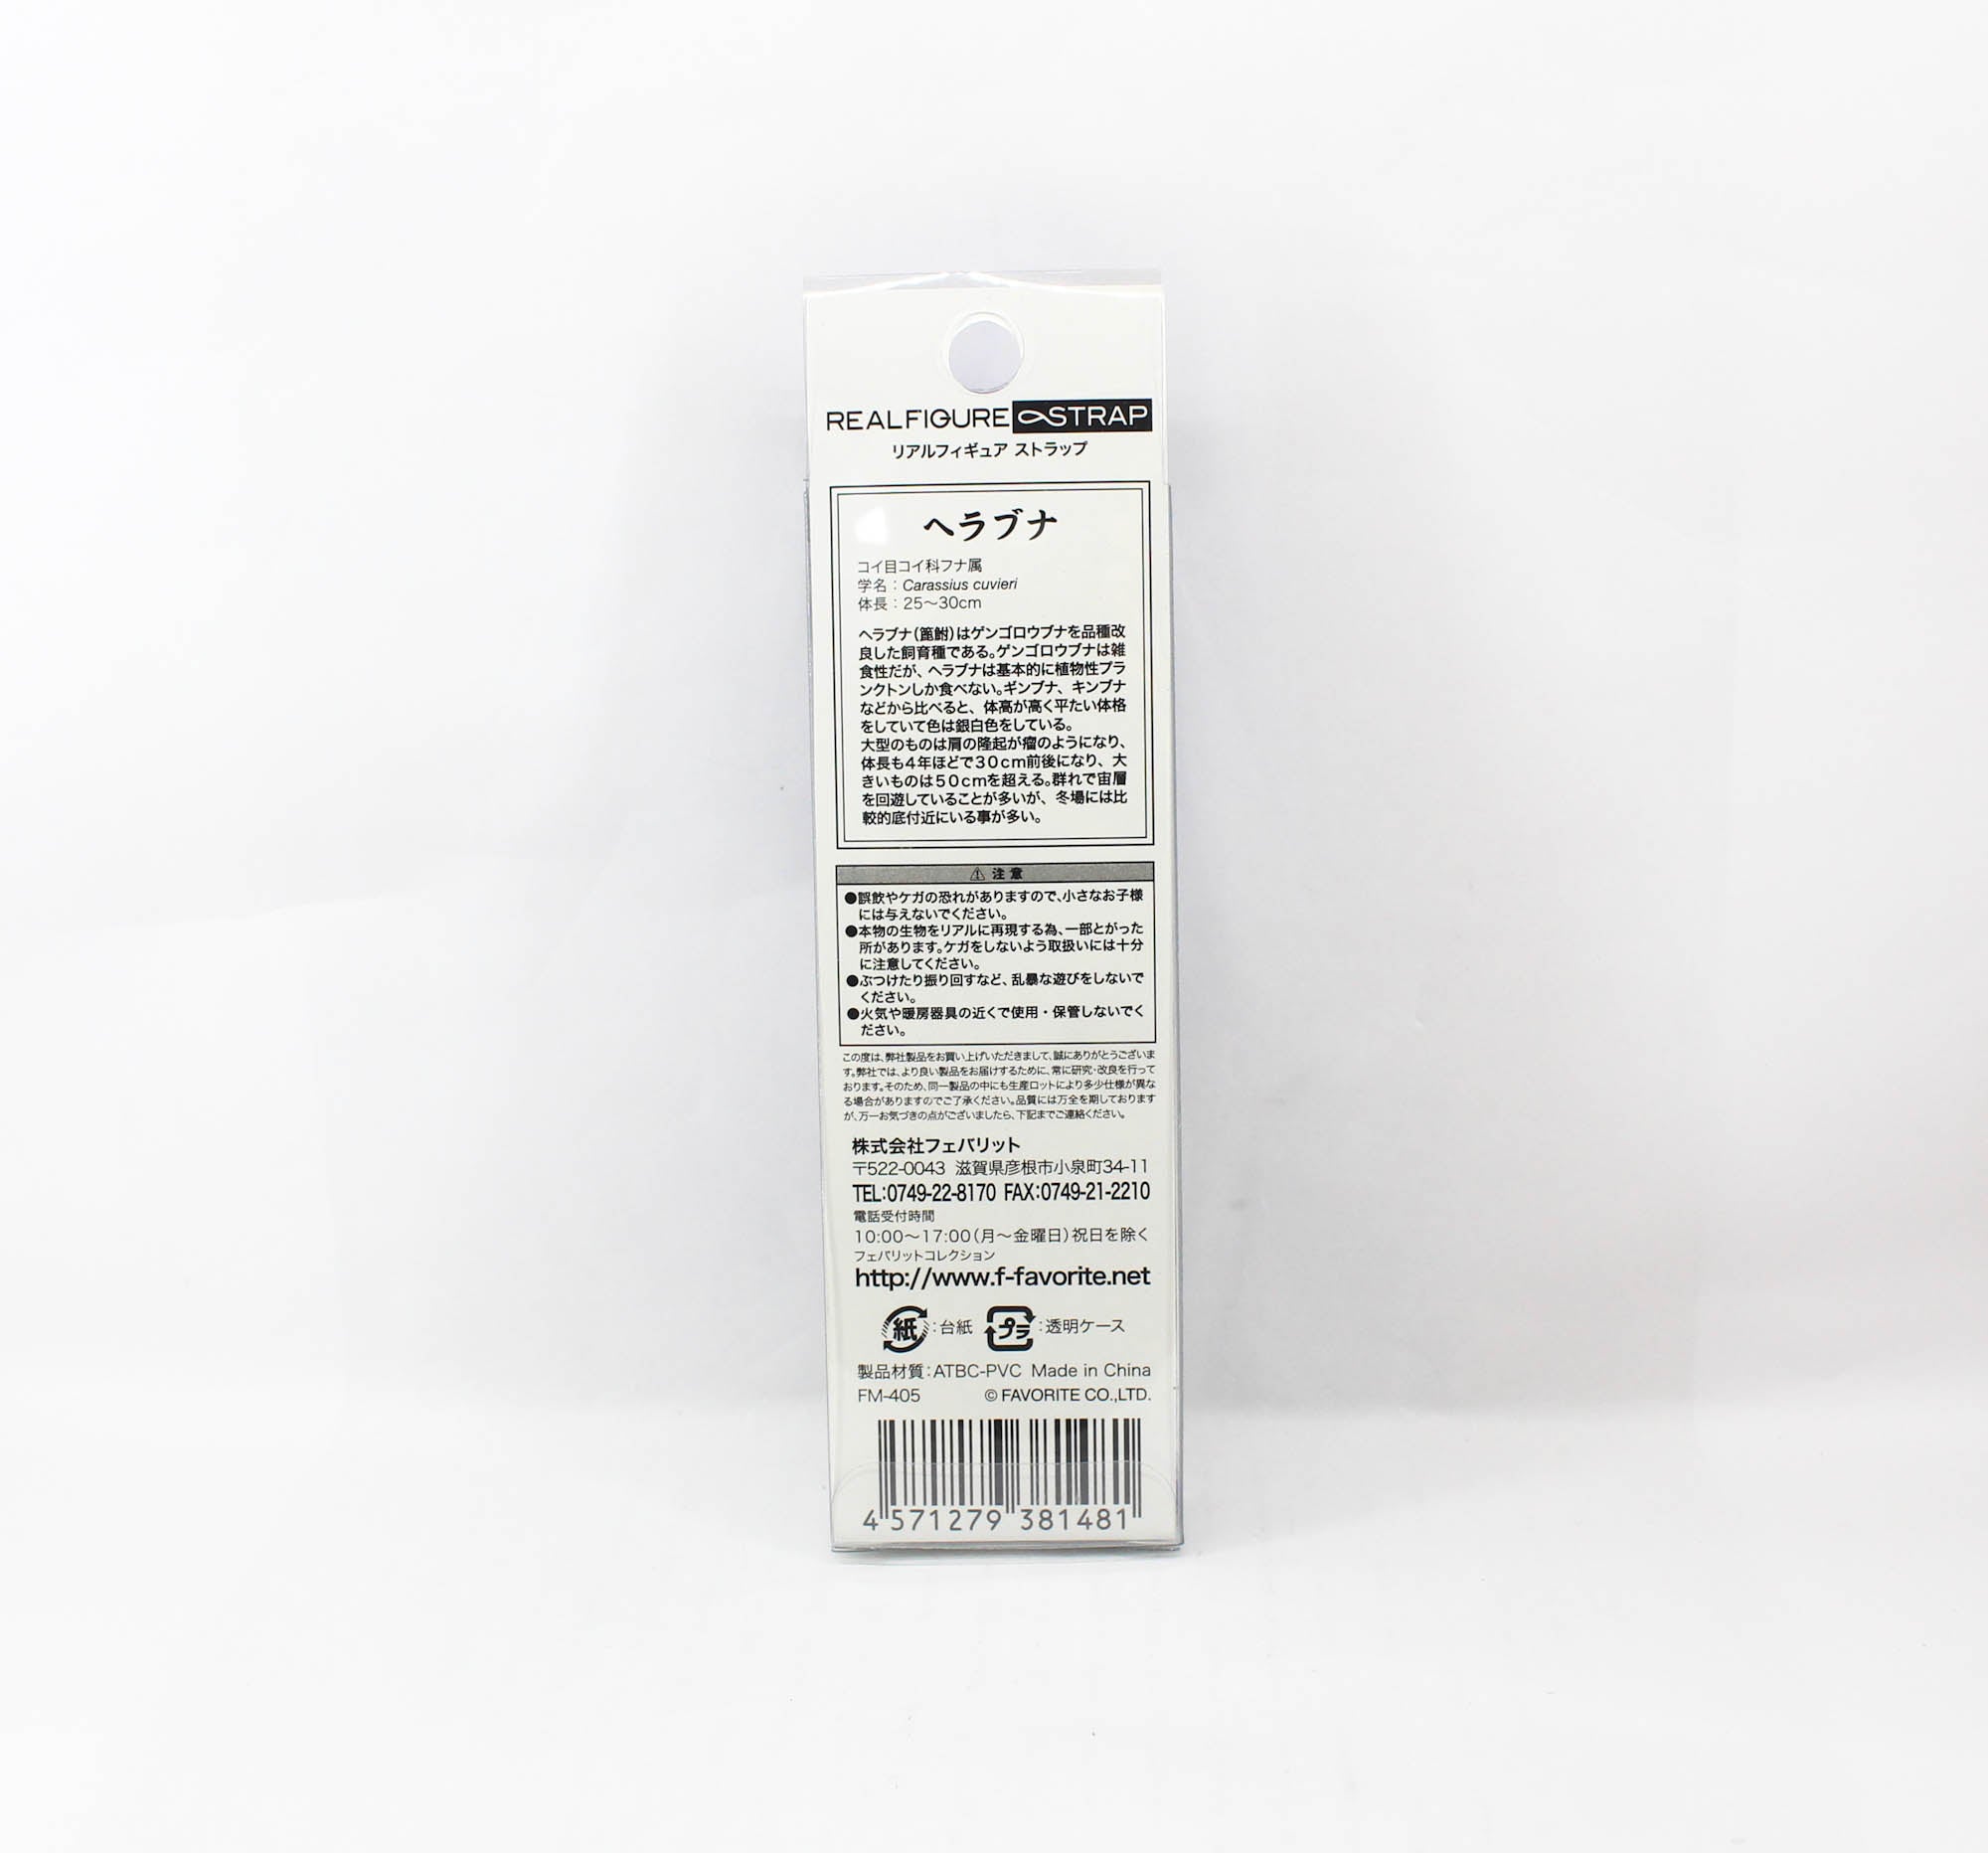 REALFIGURE STRAP
リアルフィギュア ストラップ
ヘラブナ
コイ目コイ科フナ属
学名：Carassius cuvieri
体長：25〜30cm
ヘラブナ（箆鮒）はゲンゴロウブナを品種改
良した飼育種である。ゲンゴロウブナは雑
食性だが、ヘラブナは基本的に植物性プラ
ンクトンしか食べない。ギンブナ、キンブナ
などから比べると、体高が高く平たい体格
をしていて色は銀白色をしている。
大型のものは肩の隆起が瘤のようになり、
体長も4年ほどで30cm前後になり、大
きいものは50cmを超える。群れで宙層
を回遊していることが多いが、冬場には比
較的底付近にいる事が多い。
⚠ 注意
●誤飲やケガの恐れがありますので、小さなお子様
には与えないでください。
●本物の生物をリアルに再現する為、一部とがった
所があります。ケガをしないよう取扱いには十分
に注意してください。
●ぶつけたり振り回すなど、乱暴な遊びをしないで
ください。
●火気や暖房器具の近くで使用・保管しないでく
ださい。
この度は、弊社製品をお買い上げいただきまして、誠にありがとうございま
す。弊社では、より良い製品をお届けするために、常に研究・改良を行って
おります。そのため、同一製品の中にも生産ロットにより多少仕様が異な
る場合がありますのでご了承ください。品質には万全を期しております
が、万一お気づきの点がございましたら、下記までご連絡ください。
株式会社フェバリット
〒522-0043 滋賀県彦根市小泉町34-11
TEL:0749-22-8170 FAX:0749-21-2210
電話受付時間
10:00〜17:00（月〜金曜日）祝日を除く
フェバリットコレクション
http://www.f-favorite.net
紙：台紙 プラ：透明ケース
製品材質：ATBC-PVC Made in China
FM-405 © FAVORITE CO.,LTD.
4 571279 381481